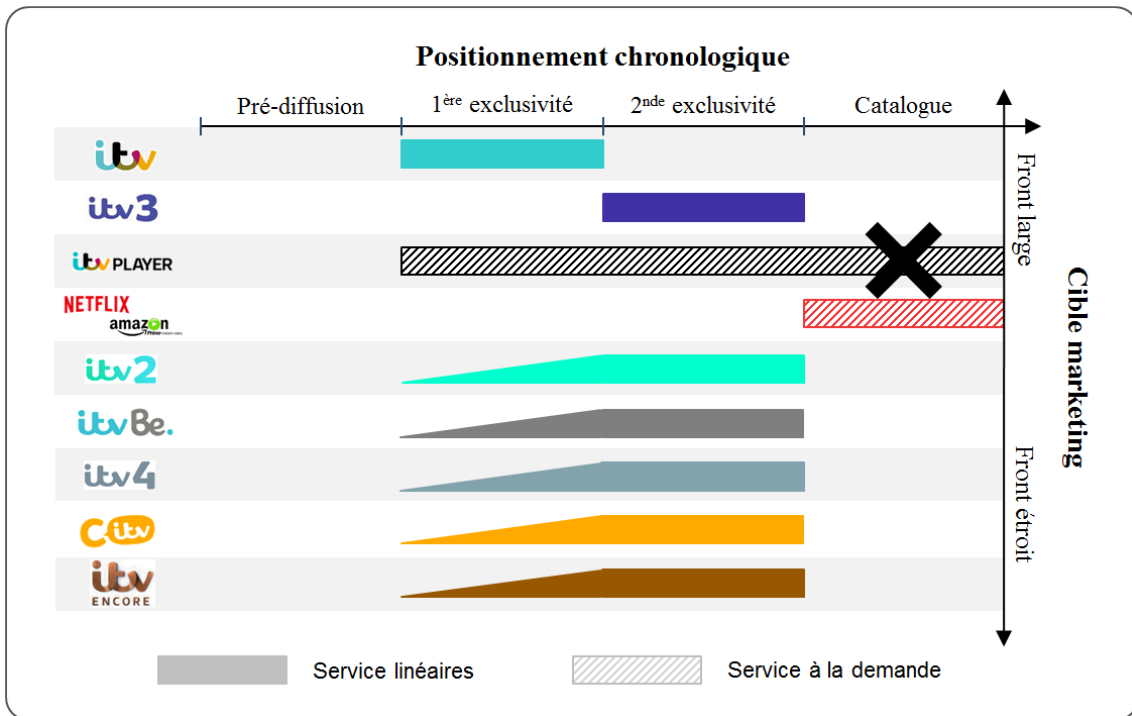 Positionnement chronologique
Pré-diffusion 1ère exclusivité 2nde exclusivité Catalogue
itv
itv3
itv PLAYER
NETFLIX
amazon
itv2
itvBe.
itv4
Citv
itv
ENCORE
Front large
Front étroit
Cible marketing
Service linéaires
Service à la demande